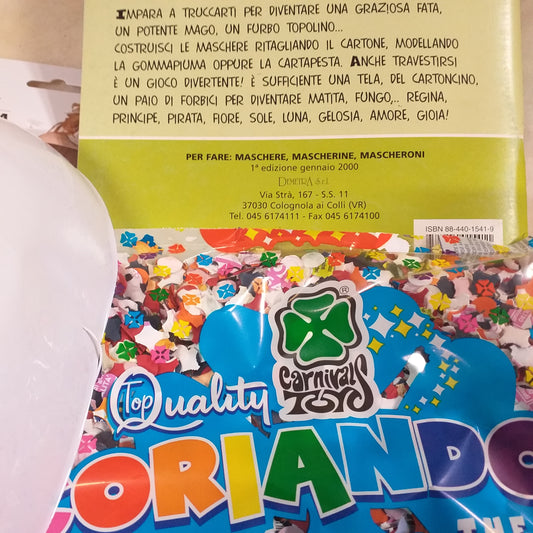 IMPARA A TRUCCARTI PER DIVENTARE UNA GRAZIOSA FATA,
UN POTENTE MAGO, UN FURBO TOPOLINO...
COSTRUISCI LE MASCHERE RITAGLIANDO IL CARTONE, MODELLANDO
LA GOMMAPIUMA OPPURE LA CARTAPESTA. ANCHE TRAVESTIRSI
È UN GIOCO DIVERTENTE! È SUFFICIENTE UNA TELA, DEL CARTONCINO,
UN PAIO DI FORBICI PER DIVENTARE MATITA, FUNGO,.. REGINA,
PRINCIPE, PIRATA, FIORE, SOLE, LUNA, GELOSIA, AMORE, GIOIA!
PER FARE: MASCHERE, MASCHERINE, MASCHERONI
1ª edizione gennaio 2000
DEMETRA S.r.l.
Via Strà, 167 - S.S. 11
37030 Colognola ai Colli (VR)
Tel. 045 6174111 - Fax 045 6174100
ISBN 88-440-1541-9
®
Carnival
Toys
Top Quality
CORIANDO
THE